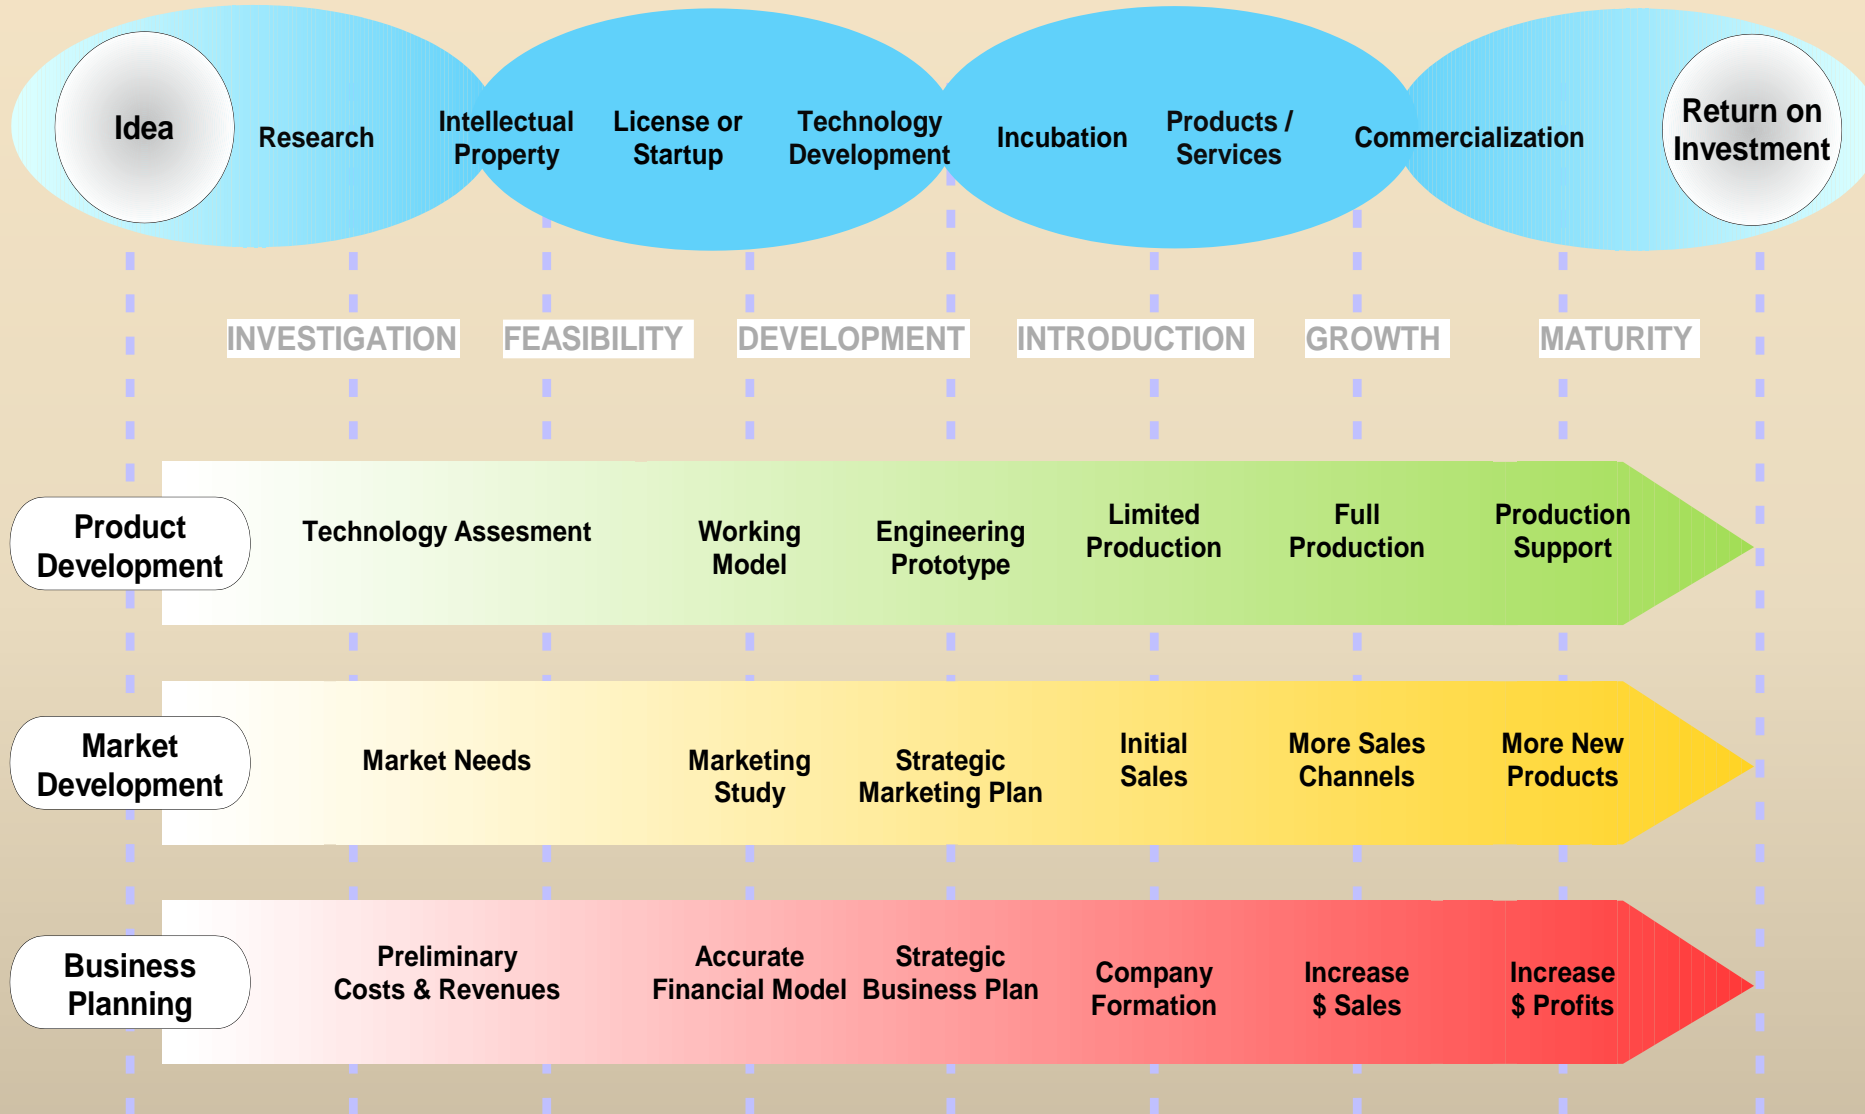 Idea
Research
Intellectual
Property
License or
Startup
Technology
Development
Incubation
Products /
Services
Commercialization
Return on
Investment
INVESTIGATION
FEASIBILITY
DEVELOPMENT
INTRODUCTION
GROWTH
MATURITY
Product
Development
Technology Assesment
Working
Model
Engineering
Prototype
Limited
Production
Full
Production
Production
Support
Market
Development
Market Needs
Marketing
Study
Strategic
Marketing Plan
Initial
Sales
More Sales
Channels
More New
Products
Business
Planning
Preliminary
Costs & Revenues
Accurate
Financial Model
Strategic
Business Plan
Company
Formation
Increase
$ Sales
Increase
$ Profits